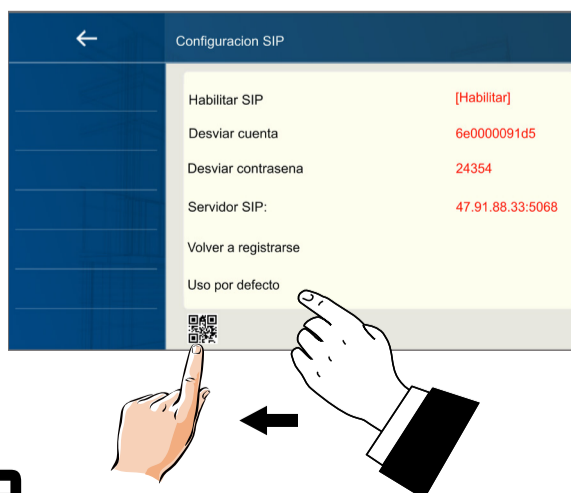 Configuracion SIP
Habilitar SIP [Habilitar]
Desviar cuenta 6e0000091d5
Desviar contrasena 24354
Servidor SIP: 47.91.88.33:5068
Volver a registrarse
Uso por defecto